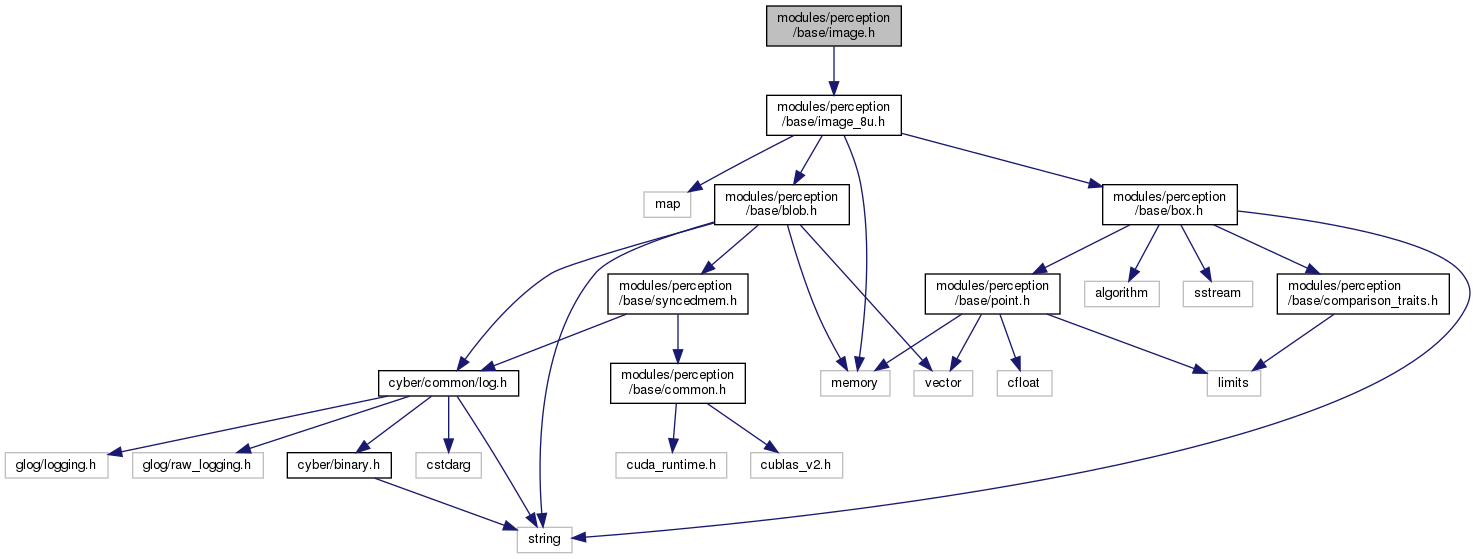 modules/perception
/base/image.h
modules/perception
/base/image_8u.h
map
modules/perception
/base/blob.h
modules/perception
/base/box.h
modules/perception
/base/syncedmem.h
modules/perception
/base/point.h
algorithm
sstream
modules/perception
/base/comparison_traits.h
cyber/common/log.h
modules/perception
/base/common.h
memory
vector
cfloat
limits
glog/logging.h
glog/raw_logging.h
cyber/binary.h
cstdarg
cuda_runtime.h
cublas_v2.h
string